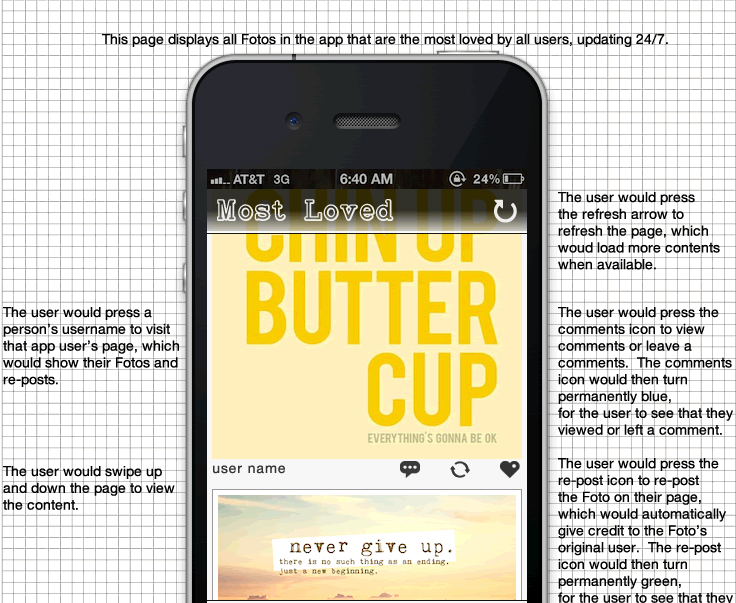 This page displays all Fotos in the app that are the most loved by all users, updating 24/7.
AT&T 3G 6:40 AM 24%
Most Loved
CHIN UP
BUTTER
CUP
EVERYTHING'S GONNA BE OK
user name
never give up.
there is no such thing as an ending.
just a new beginning.
The user would press a
person's username to visit
that app user's page, which
would show their Fotos and
re-posts.
The user would swipe up
and down the page to view
the content.
The user would press
the refresh arrow to
refresh the page, which
woud load more contents
when available.
The user would press the
comments icon to view
comments or leave a
comments.  The comments
icon would then turn
permanently blue,
for the user to see that they
viewed or left a comment.
The user would press the
re-post icon to re-post
the Foto on their page,
which would automatically
give credit to the Foto's
original user.  The re-post
icon would then turn
permanently green,
for the user to see that they